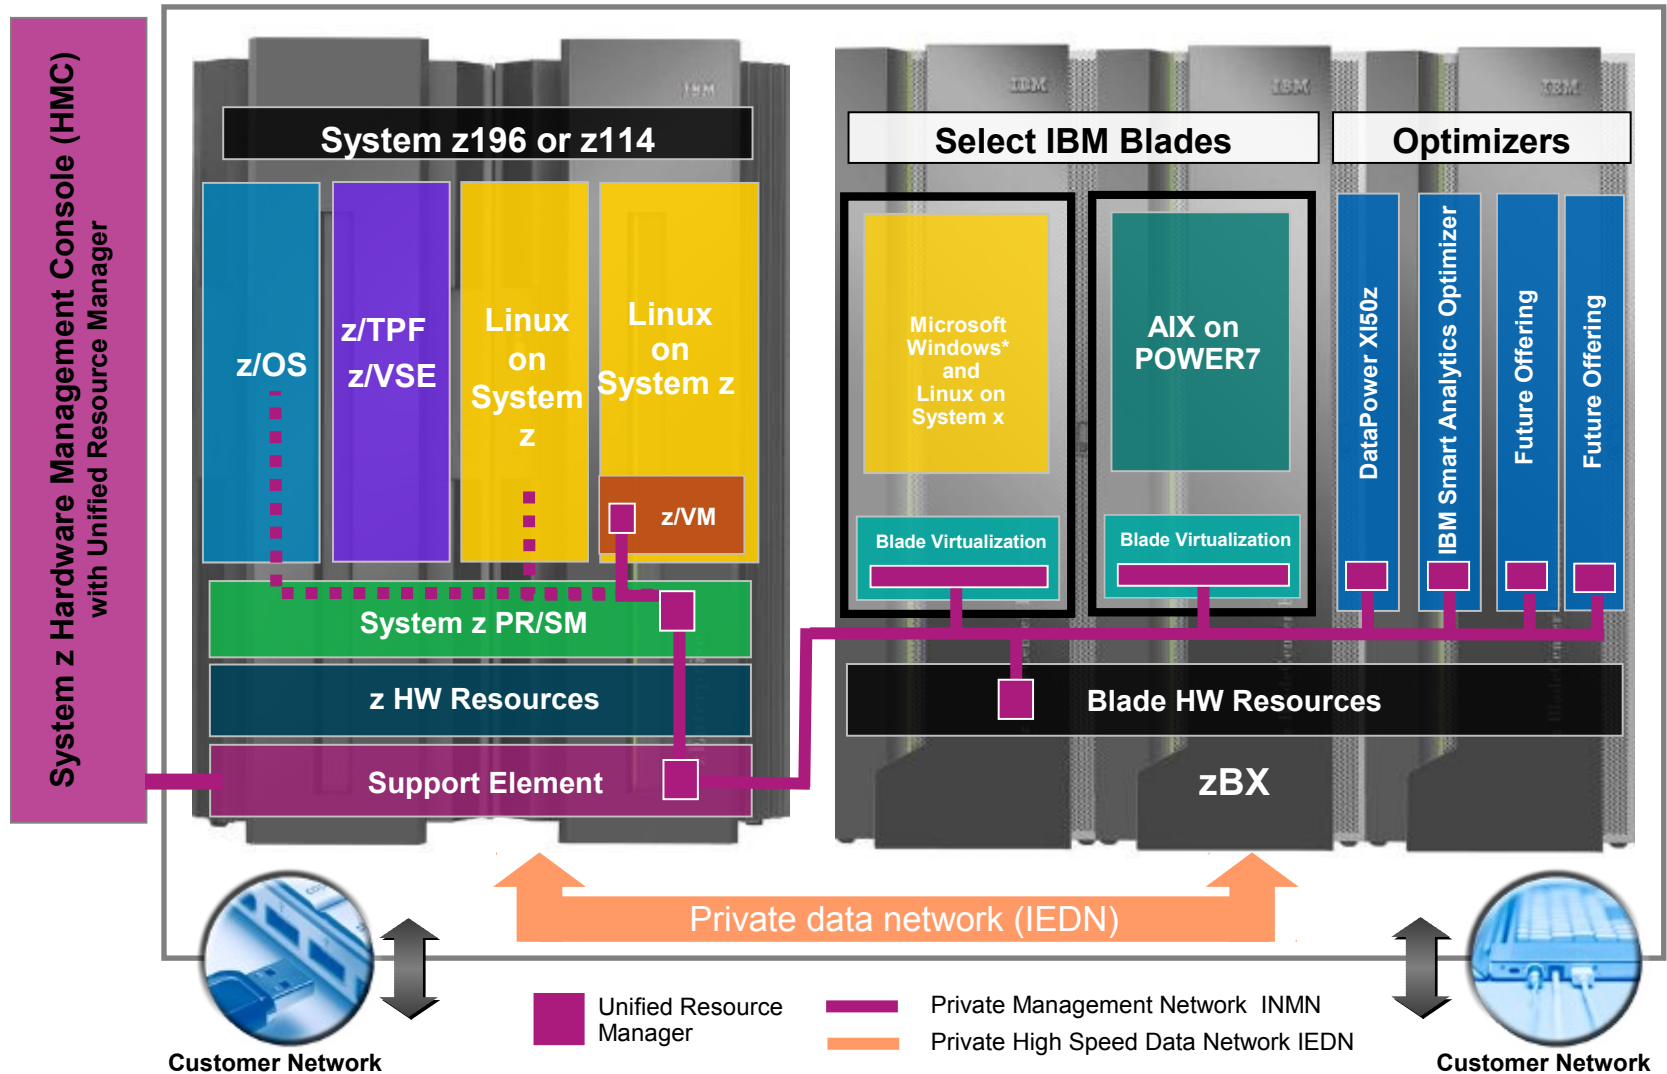 System z Hardware Management Console (HMC)
with Unified Resource Manager
IBM
IBM
IBM
IBM
System z196 or z114
Select IBM Blades
Optimizers
z/OS
z/TPF
z/VSE
Linux
on
System
z
Linux
on
System z
z/VM
Microsoft
Windows*
and
Linux on
System x
AIX on
POWER7
Blade Virtualization
Blade Virtualization
DataPower XI50z
IBM Smart Analytics Optimizer
Future Offering
Future Offering
System z PR/SM
z HW Resources
Support Element
Blade HW Resources
zBX
Private data network (IEDN)
Customer Network
Unified Resource
Manager
Private Management Network INMN
Private High Speed Data Network IEDN
Customer Network